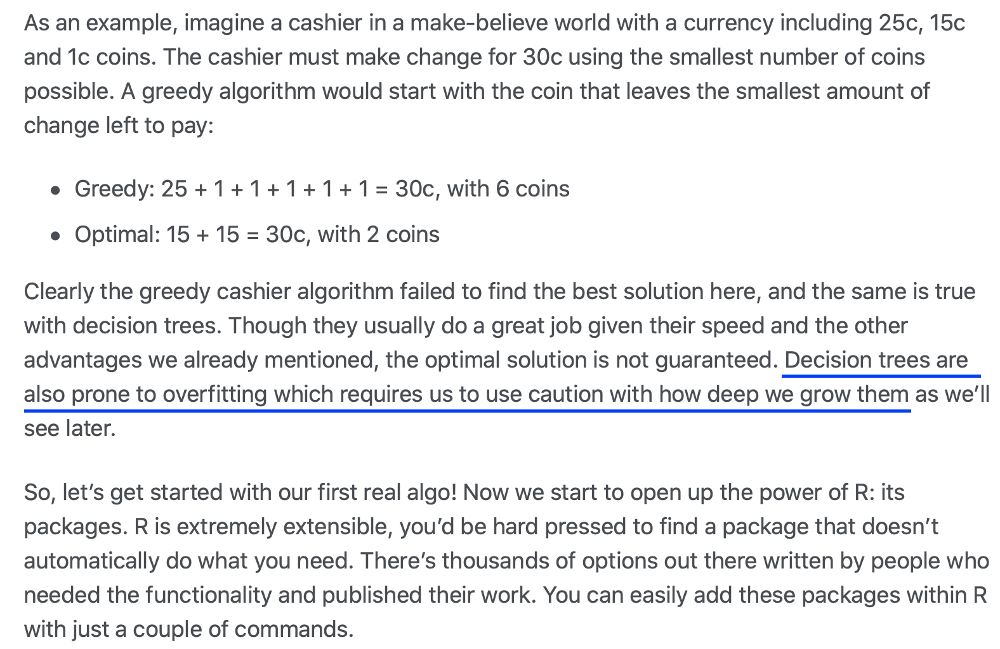 As an example, imagine a cashier in a make-believe world with a currency including 25c, 15c
and 1c coins. The cashier must make change for 30c using the smallest number of coins
possible. A greedy algorithm would start with the coin that leaves the smallest amount of
change left to pay:
• Greedy: 25 + 1 + 1 + 1 + 1 + 1 = 30c, with 6 coins
• Optimal: 15 + 15 = 30c, with 2 coins
Clearly the greedy cashier algorithm failed to find the best solution here, and the same is true
with decision trees. Though they usually do a great job given their speed and the other
advantages we already mentioned, the optimal solution is not guaranteed. Decision trees are
also prone to overfitting which requires us to use caution with how deep we grow them as we’ll
see later.
So, let’s get started with our first real algo! Now we start to open up the power of R: its
packages. R is extremely extensible, you’d be hard pressed to find a package that doesn’t
automatically do what you need. There’s thousands of options out there written by people who
needed the functionality and published their work. You can easily add these packages within R
with just a couple of commands.